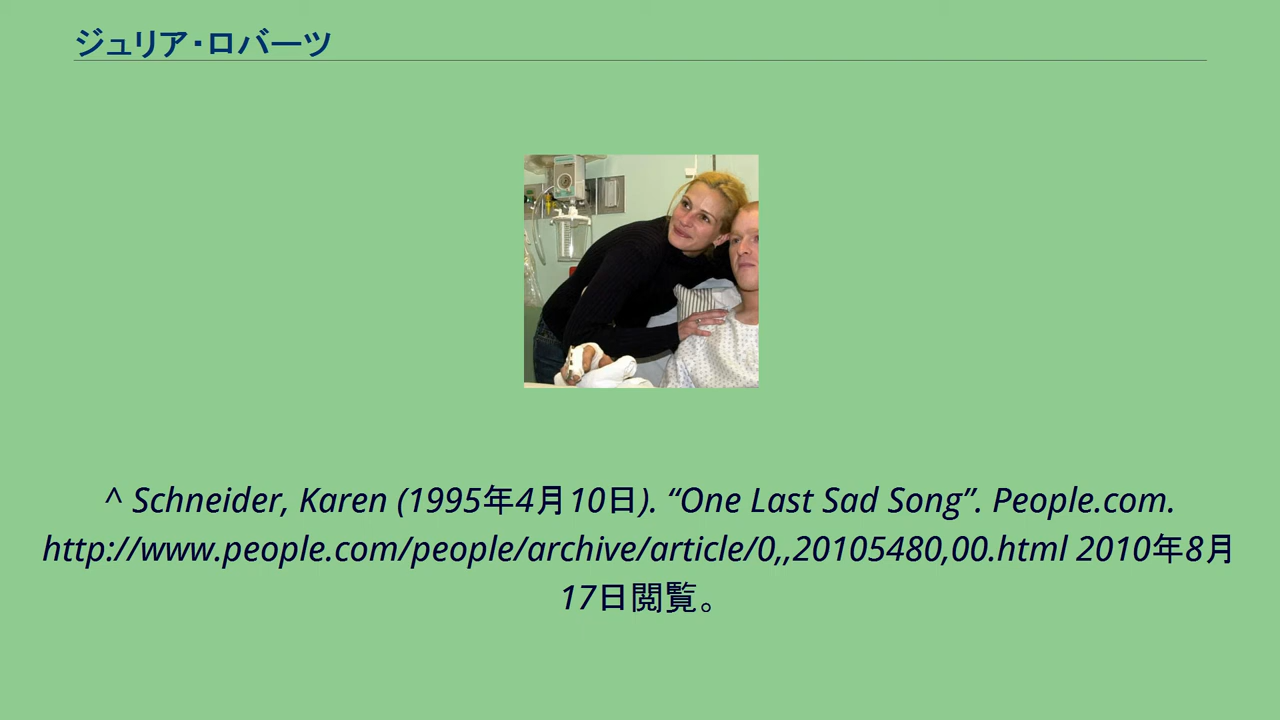 ジュリア・ロバーツ
^ Schneider, Karen (1995年4月10日). “One Last Sad Song”. People.com.
http://www.people.com/people/archive/article/0,,20105480,00.html 2010年8月
17日閲覧。